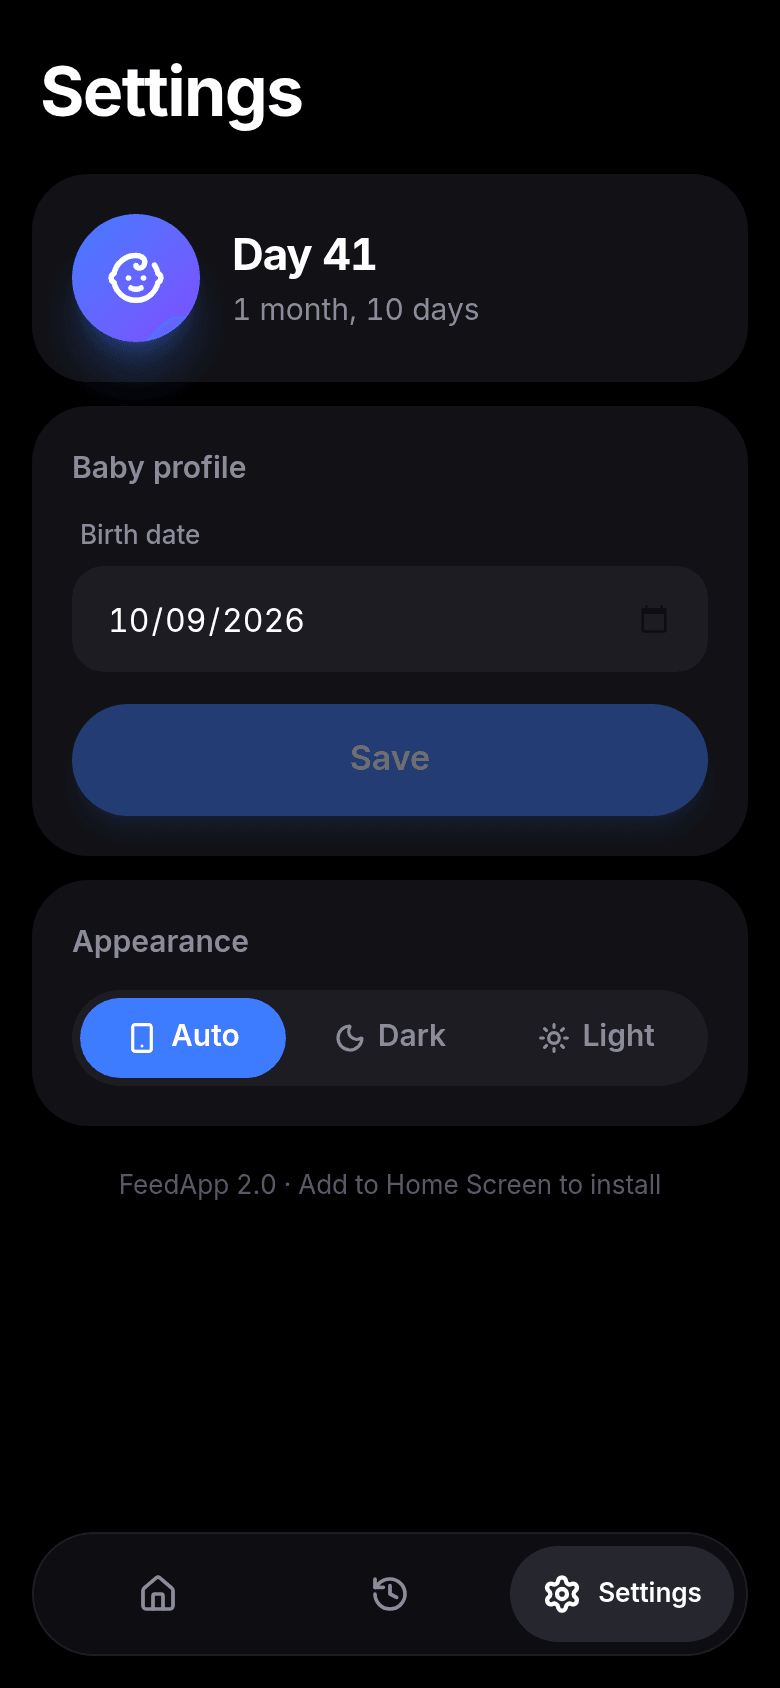 Settings
Day 41
1 month, 10 days
Baby profile
Birth date
10/09/2026
Save
Appearance
Auto
Dark
Light
FeedApp 2.0 · Add to Home Screen to install
Settings